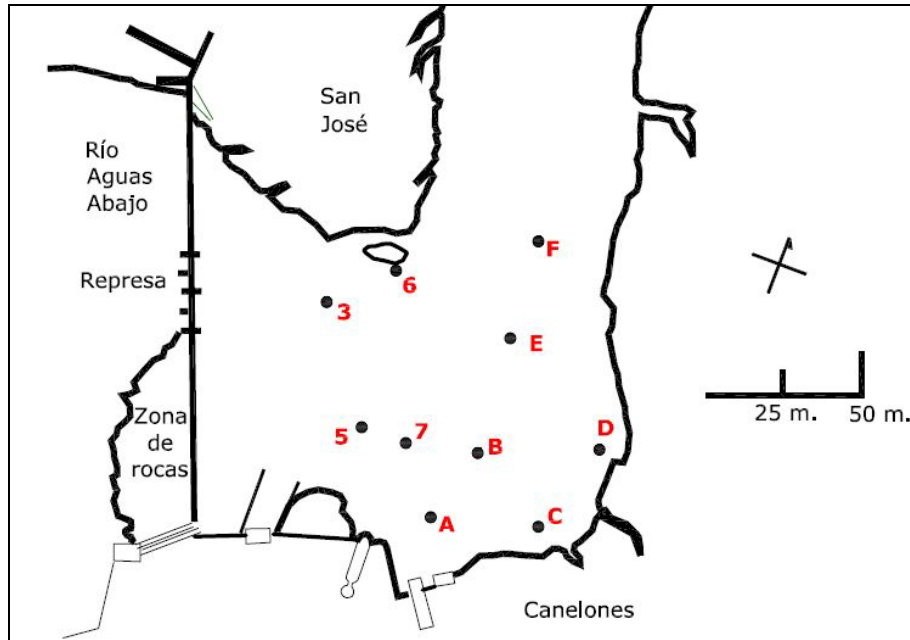 San
José
Río
Aguas
Abajo
Represa
F
6
3
E
25 m.
50 m.
Zona
de
rocas
5
7
B
D
A
C
Canelones